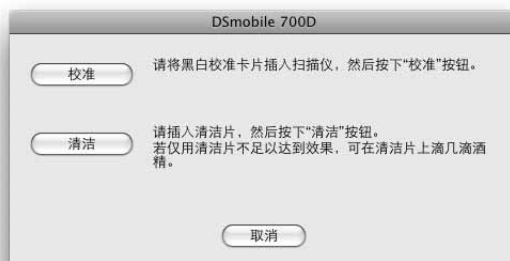 DSmobile 700D
校准
请将黑白校准卡片插入扫描仪，然后按下“校准”按钮。
清洁
请插入清洁片，然后按下“清洁”按钮。
若仅用清洁片不足以达到效果，可在清洁片上滴几滴酒
精。
取消